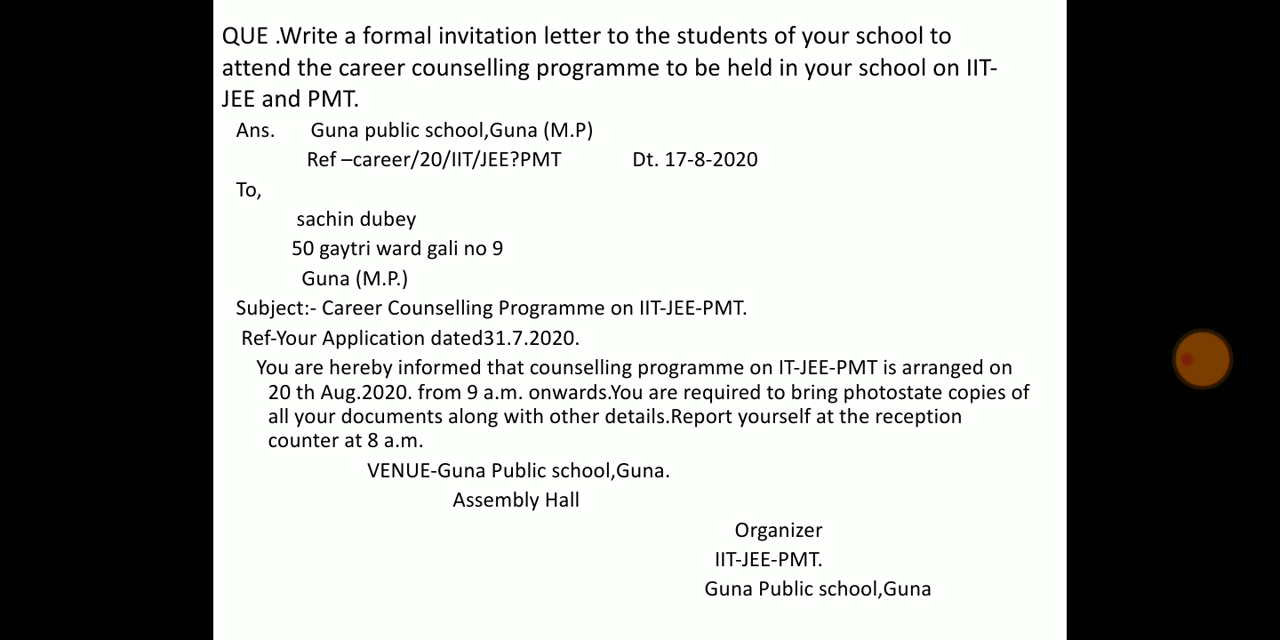 QUE .Write a formal invitation letter to the students of your school to
attend the career counselling programme to be held in your school on IIT-
JEE and PMT.
Ans. Guna public school,Guna (M.P)
Ref –career/20/IIT/JEE?PMT Dt. 17-8-2020
To,
sachin dubey
50 gaytri ward gali no 9
Guna (M.P.)
Subject:- Career Counselling Programme on IIT-JEE-PMT.
Ref-Your Application dated31.7.2020.
You are hereby informed that counselling programme on IT-JEE-PMT is arranged on
20 th Aug.2020. from 9 a.m. onwards.You are required to bring photostate copies of
all your documents along with other details.Report yourself at the reception
counter at 8 a.m.
VENUE-Guna Public school,Guna.
Assembly Hall
Organizer
IIT-JEE-PMT.
Guna Public school,Guna